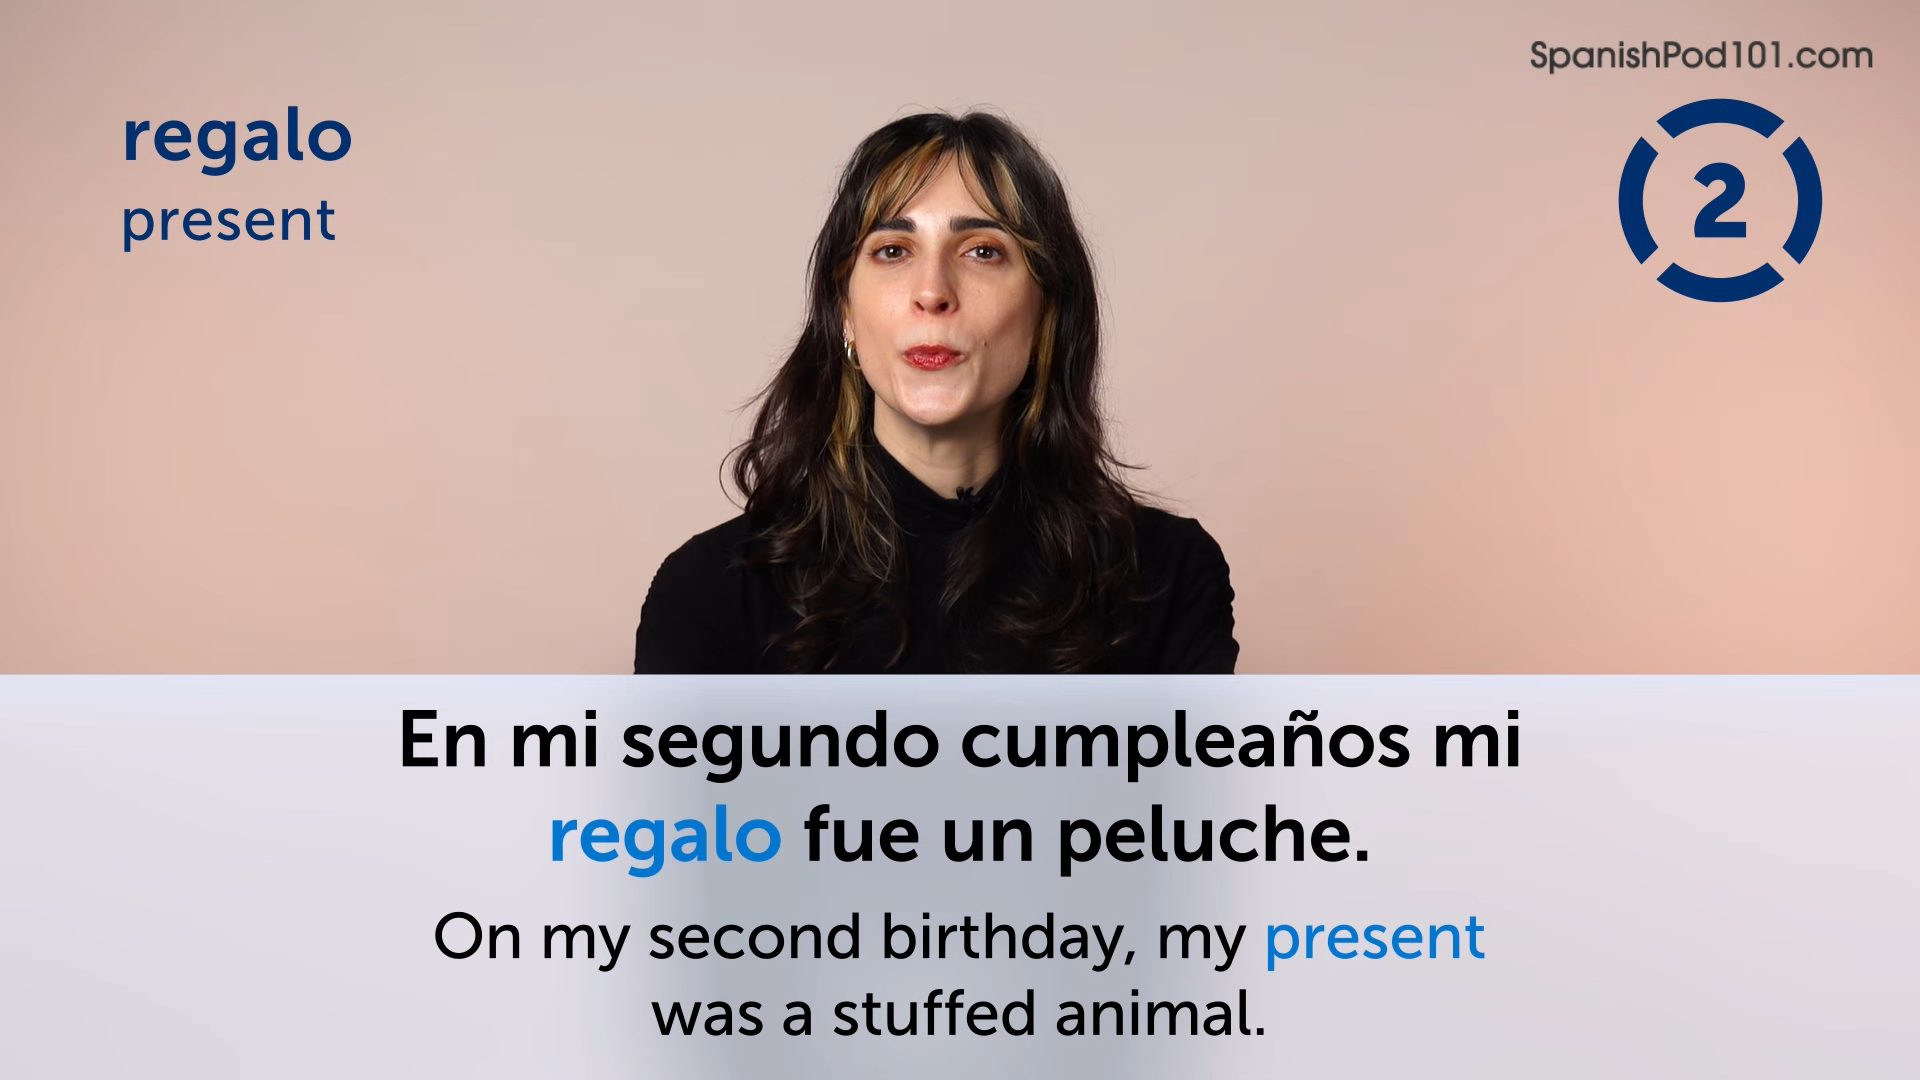 SpanishPod101.com
regalo
present
2
En mi segundo cumpleaños mi
regalo fue un peluche.
On my second birthday, my present
was a stuffed animal.